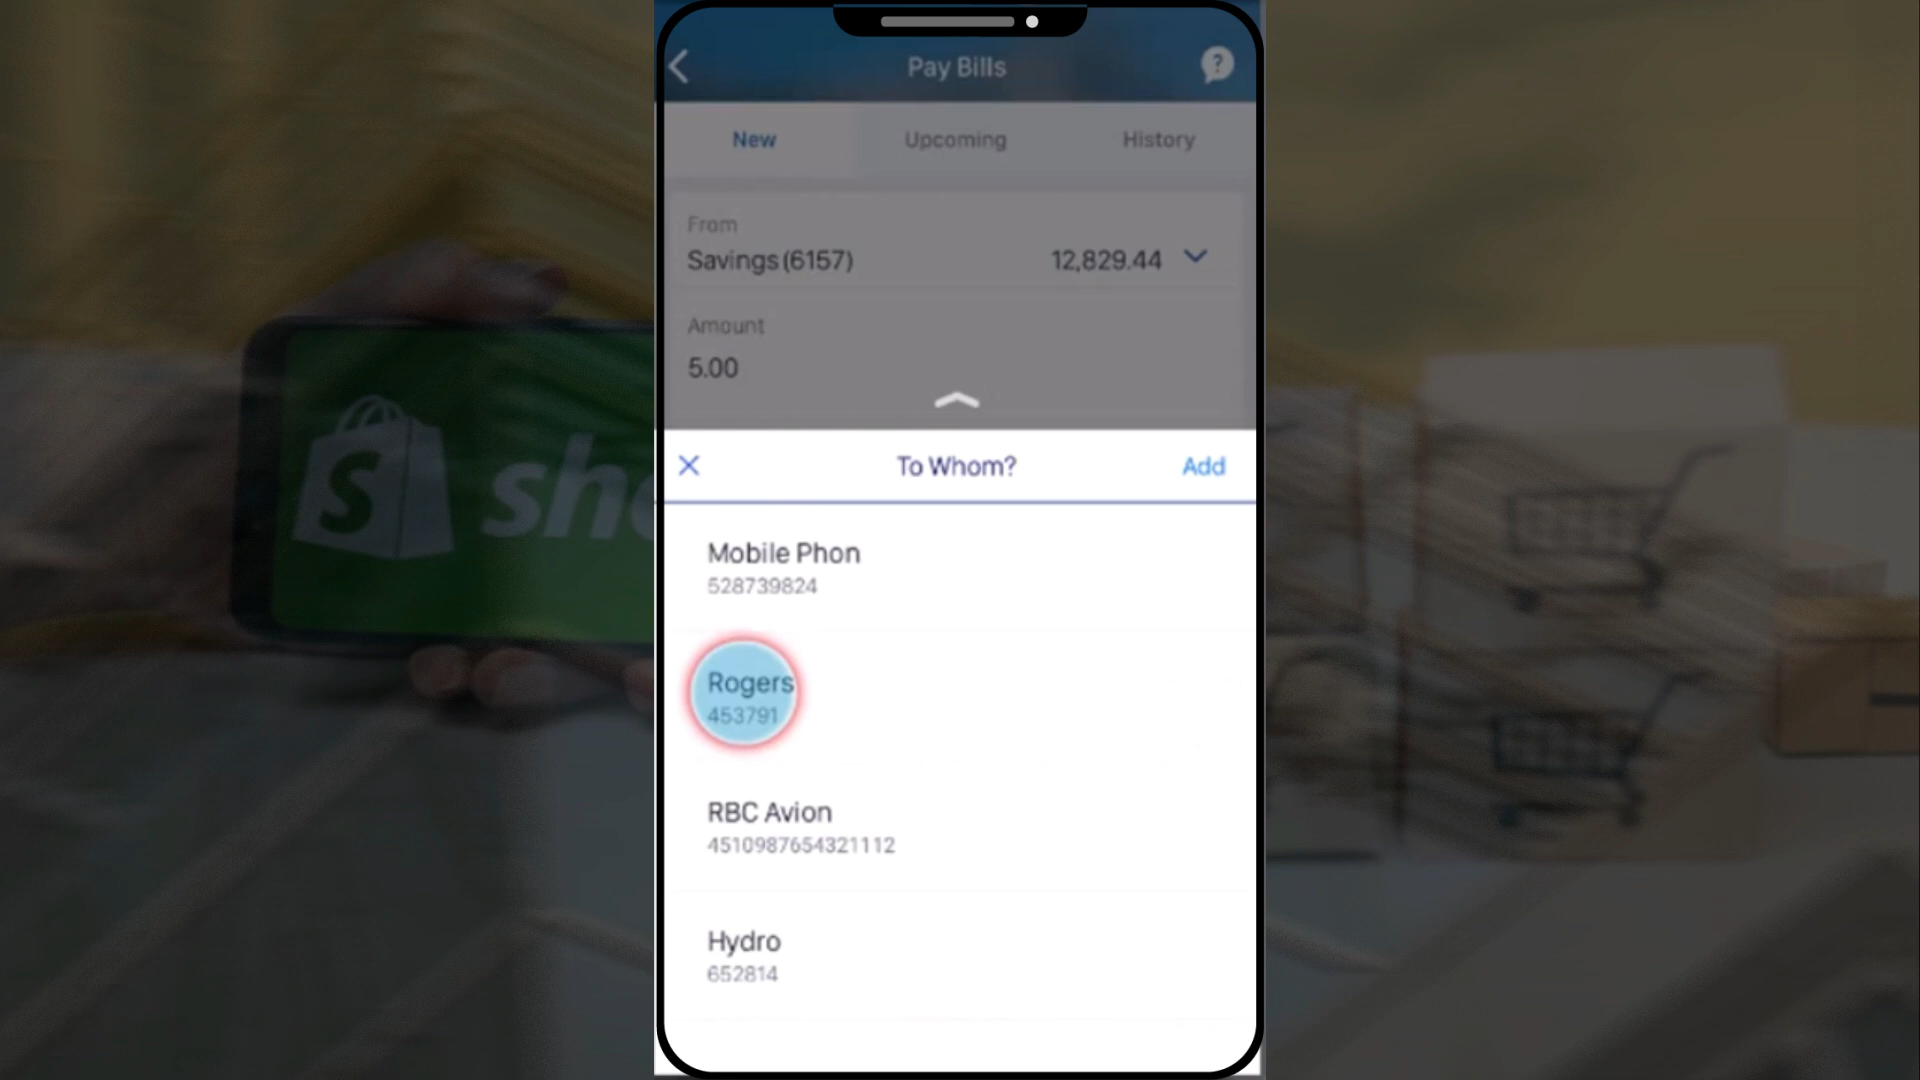 Pay Bills
?
New Upcoming History
From
Savings (6157) 12,829.44
Amount
5.00
To Whom? Add
Mobile Phon
528739824
Rogers
453791
RBC Avion
4510987654321112
Hydro
652814
S sho